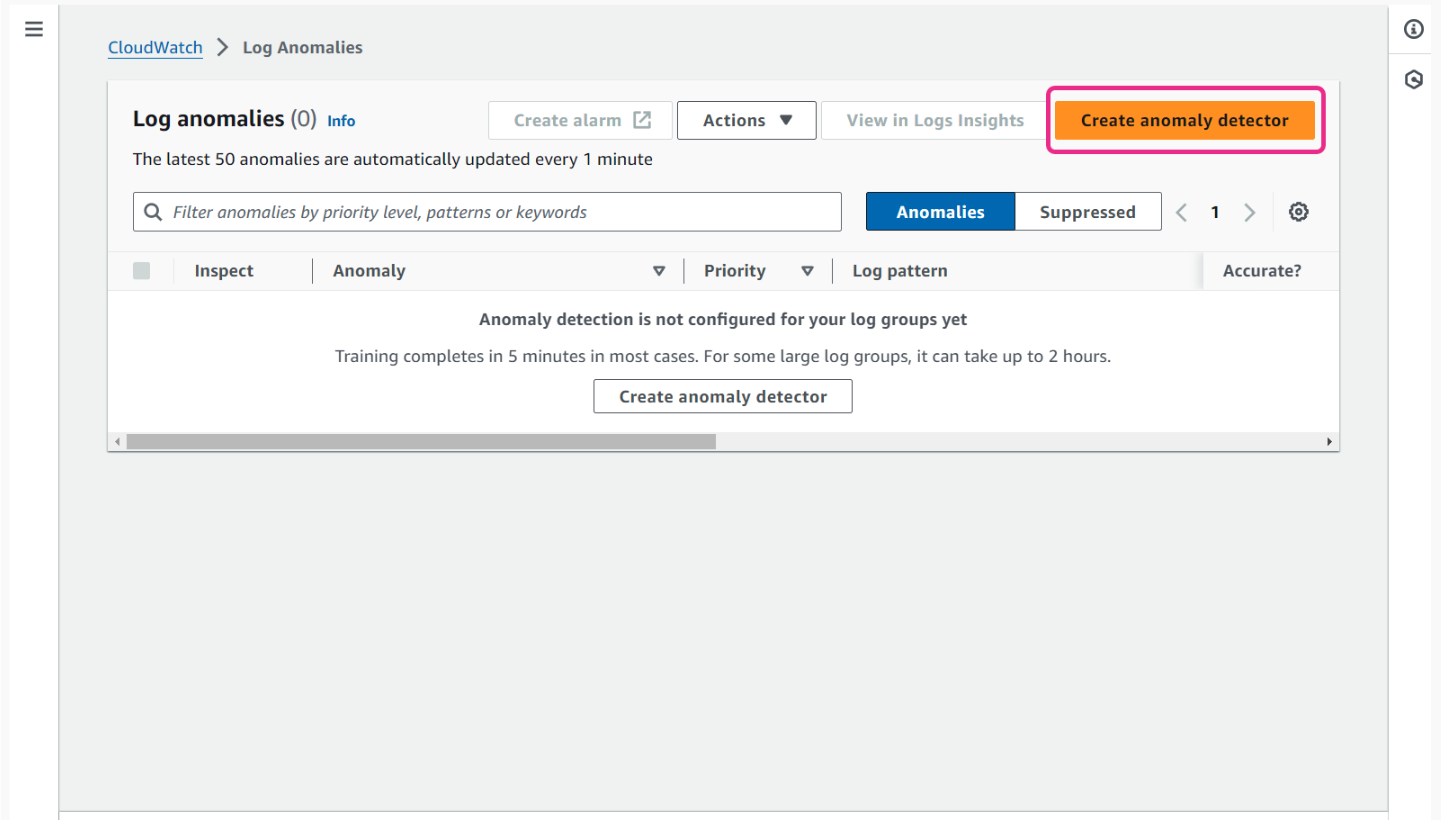 CloudWatch > Log Anomalies
Log anomalies (0) Info
Create alarm
Actions
View in Logs Insights
Create anomaly detector
The latest 50 anomalies are automatically updated every 1 minute
Filter anomalies by priority level, patterns or keywords
Anomalies
Suppressed
1
Inspect
Anomaly
Priority
Log pattern
Accurate?
Anomaly detection is not configured for your log groups yet
Training completes in 5 minutes in most cases. For some large log groups, it can take up to 2 hours.
Create anomaly detector